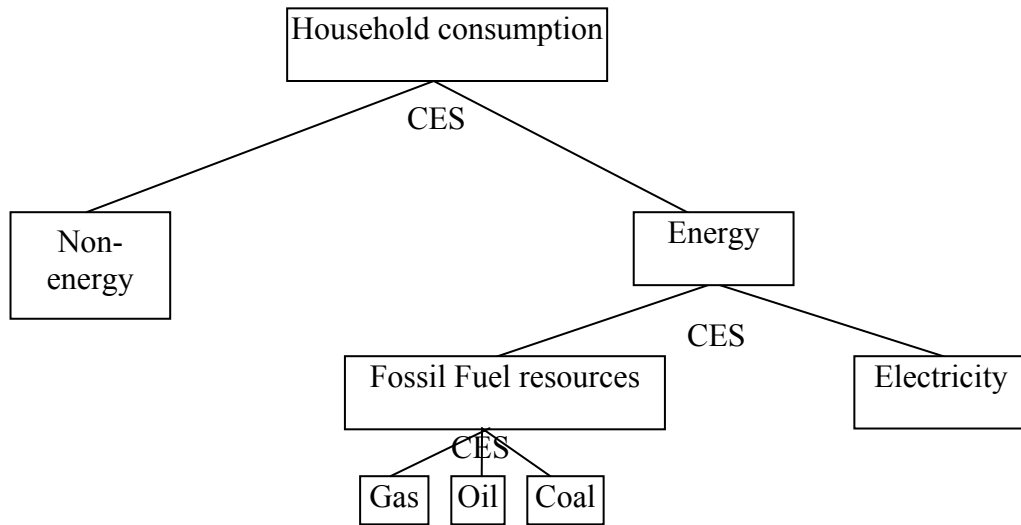 Household consumption
CES
Non-
energy
Energy
CES
Fossil Fuel resources
Electricity
CES
Gas
Oil
Coal